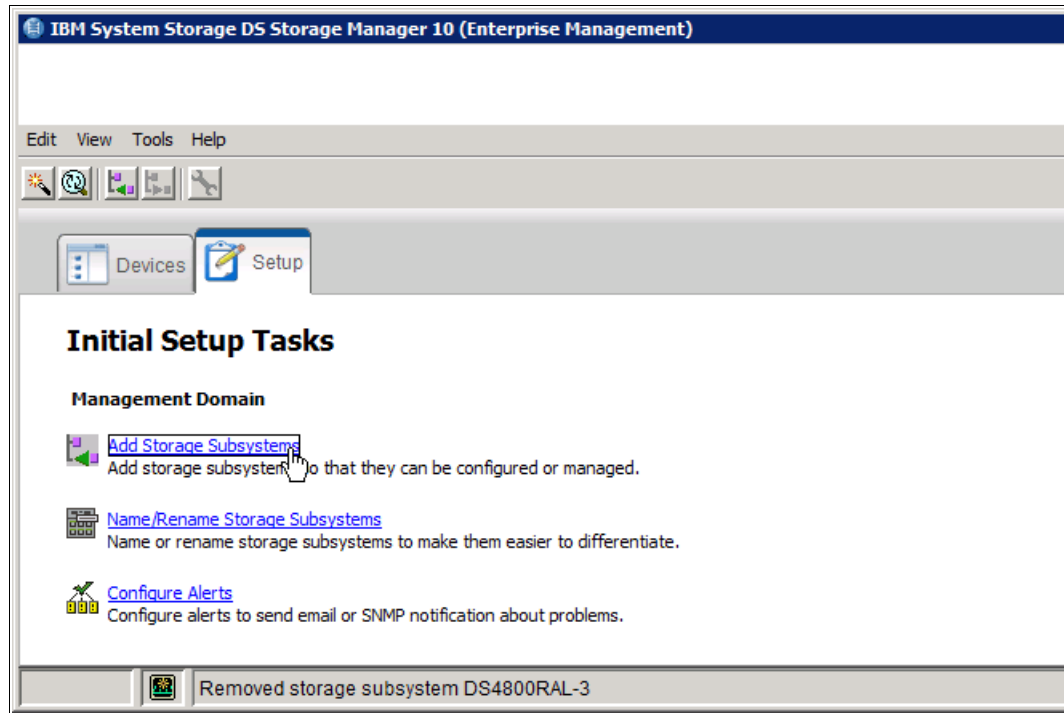 IBM System Storage DS Storage Manager 10 (Enterprise Management)
Edit View Tools Help
Devices
Setup
Initial Setup Tasks
Management Domain
Add Storage Subsystems
Add storage subsystems so that they can be configured or managed.
Name/Rename Storage Subsystems
Name or rename storage subsystems to make them easier to differentiate.
Configure Alerts
Configure alerts to send email or SNMP notification about problems.
Removed storage subsystem DS4800RAL-3